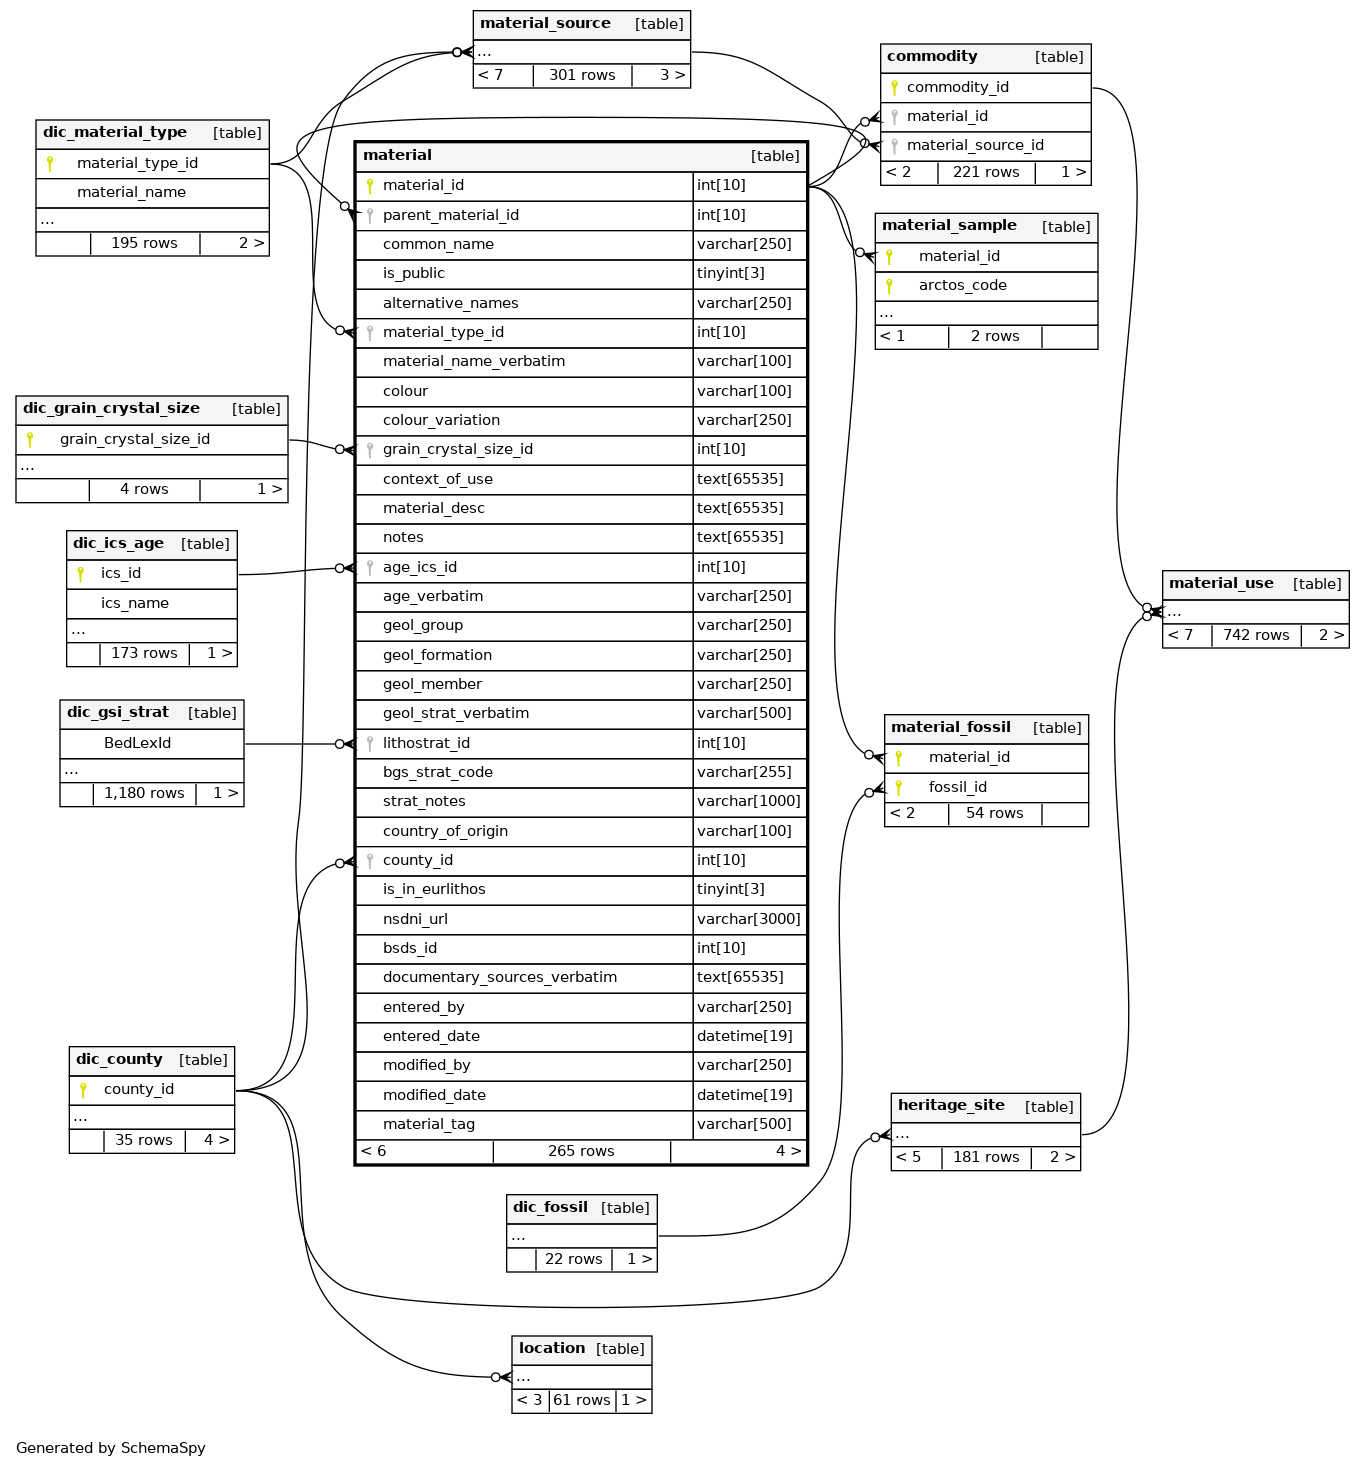 material_source [table]
...
< 7 301 rows 3 >
commodity [table]
commodity_id
material_id
material_source_id
< 2 221 rows 1 >
dic_material_type [table]
material_type_id
material_name
...
195 rows 2 >
material_sample [table]
material_id
arctos_code
...
< 1 2 rows
dic_grain_crystal_size [table]
grain_crystal_size_id
...
4 rows 1 >
dic_ics_age [table]
ics_id
ics_name
...
173 rows 1 >
dic_gsi_strat [table]
BedLexId
...
1,180 rows 1 >
dic_county [table]
county_id
...
35 rows 4 >
material [table]
material_id int[10]
parent_material_id int[10]
common_name varchar[250]
is_public tinyint[3]
alternative_names varchar[250]
material_type_id int[10]
material_name_verbatim varchar[100]
colour varchar[100]
colour_variation varchar[250]
grain_crystal_size_id int[10]
context_of_use text[65535]
material_desc text[65535]
notes text[65535]
age_ics_id int[10]
age_verbatim varchar[250]
geol_group varchar[250]
geol_formation varchar[250]
geol_member varchar[250]
geol_strat_verbatim varchar[500]
lithostrat_id int[10]
bgs_strat_code varchar[255]
strat_notes varchar[1000]
country_of_origin varchar[100]
county_id int[10]
is_in_eurlithos tinyint[3]
nsdni_url varchar[3000]
bsds_id int[10]
documentary_sources_verbatim text[65535]
entered_by varchar[250]
entered_date datetime[19]
modified_by varchar[250]
modified_date datetime[19]
material_tag varchar[500]
< 6 265 rows 4 >
material_use [table]
...
< 7 742 rows 2 >
material_fossil [table]
material_id
fossil_id
< 2 54 rows
heritage_site [table]
...
< 5 181 rows 2 >
dic_fossil [table]
...
22 rows 1 >
location [table]
...
< 3 61 rows 1 >
Generated by SchemaSpy